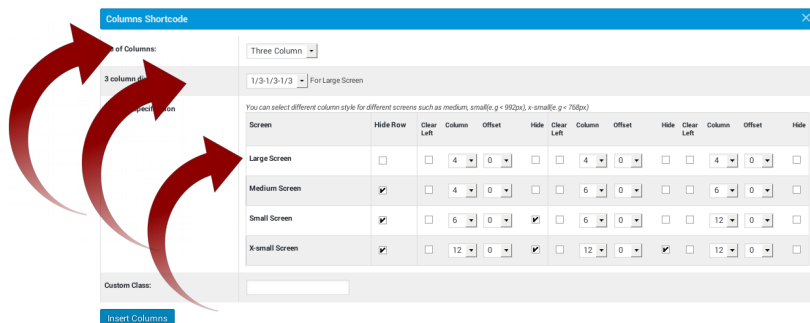 Columns Shortcode
of Columns:
Three Column
3 column di
1/3-1/3-1/3 For Large Screen
You can select different column style for different screens such as medium, small(e.g < 992px), x-small(e.g < 768px)
Screen Hide Row Clear Left Column Offset Hide Clear Left Column Offset Hide Clear Left Column Offset Hide
Large Screen 4 0 4 0 4 0
Medium Screen 4 0 6 0 6 0
Small Screen 6 0 6 0 12 0
X-small Screen 12 0 12 0 12 0
Custom Class:
Insert Columns